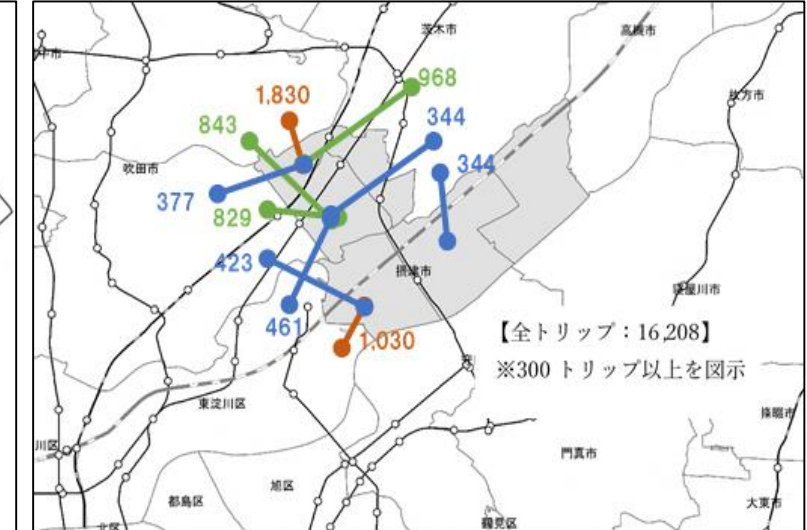 茨木市
高槻市
968
1,830
枚方市
843
344
344
吹田市
377
829
423
摂津市
寝屋川市
461
1,030
【全トリップ：16,208】
※300 トリップ以上を図示
東淀川区
川区
門真市
旭区
都島区
大東市
鶴見区
北区